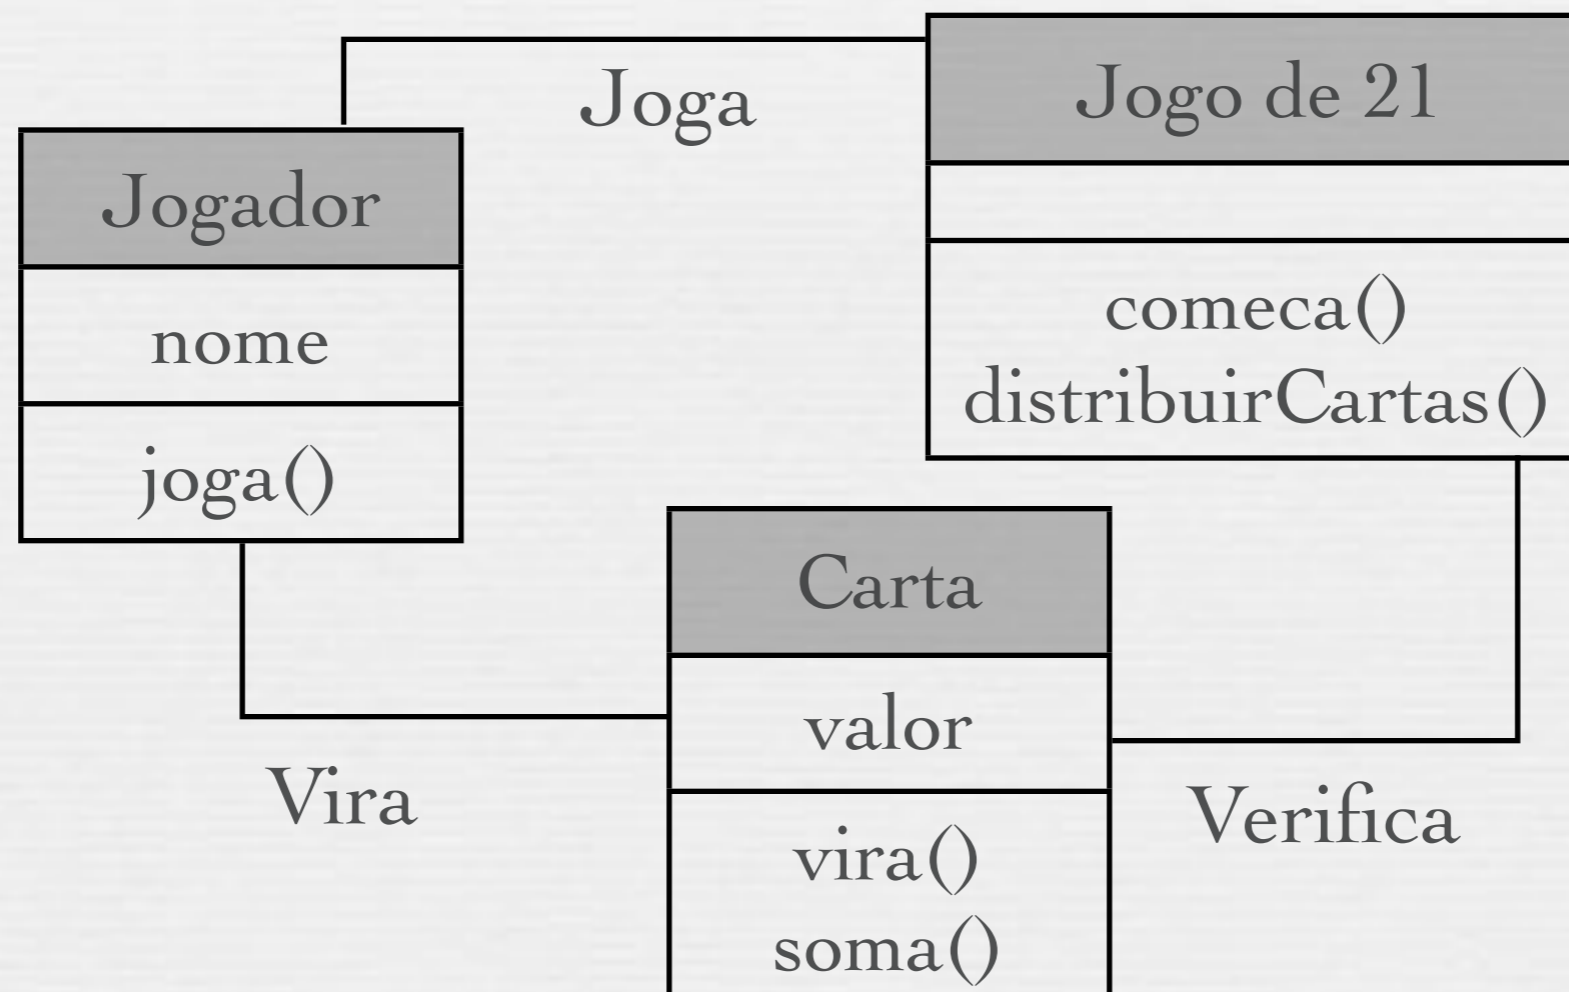 Joga
Jogo de 21
Jogador
nome
joga()
comeca()
distribuirCartas()
Carta
valor
vira()
soma()
Vira
Verifica